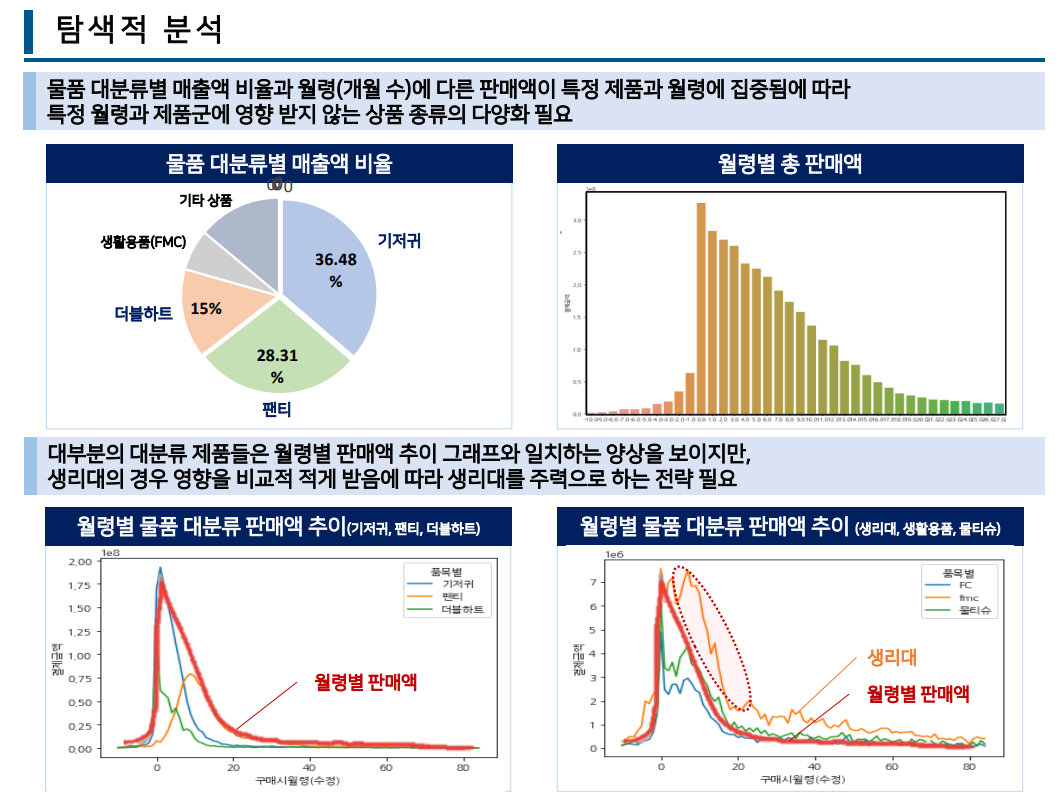 탐색적 분석
물품 대분류별 매출액 비율과 월령(개월 수)에 다른 판매액이 특정 제품과 월령에 집중됨에 따라
특정 월령과 제품군에 영향 받지 않는 상품 종류의 다양화 필요
물품 대분류별 매출액 비율
기타 상품
생활용품(FMC)
기저귀
36.48
%
더블하트
15%
28.31
%
팬티
월령별 총 판매액
대부분의 대분류 제품들은 월령별 판매액 추이 그래프와 일치하는 양상을 보이지만,
생리대의 경우 영향을 비교적 적게 받음에 따라 생리대를 주력으로 하는 전략 필요
월령별 물품 대분류 판매액 추이(기저귀, 팬티, 더블하트)
1e8
2.00
1.75
1.50
1.25
1.00
0.75
0.50
0.25
0.00
결제금액
품목별
기저귀
팬티
더블하트
월령별 판매액
0 20 40 60 80
구매시월령(수정)
월령별 물품 대분류 판매액 추이 (생리대, 생활용품, 물티슈)
1e6
7
6
5
4
3
2
1
0
결제금액
품목별
FC
fmc
물티슈
생리대
월령별 판매액
0 20 40 60 80
구매시월령(수정)